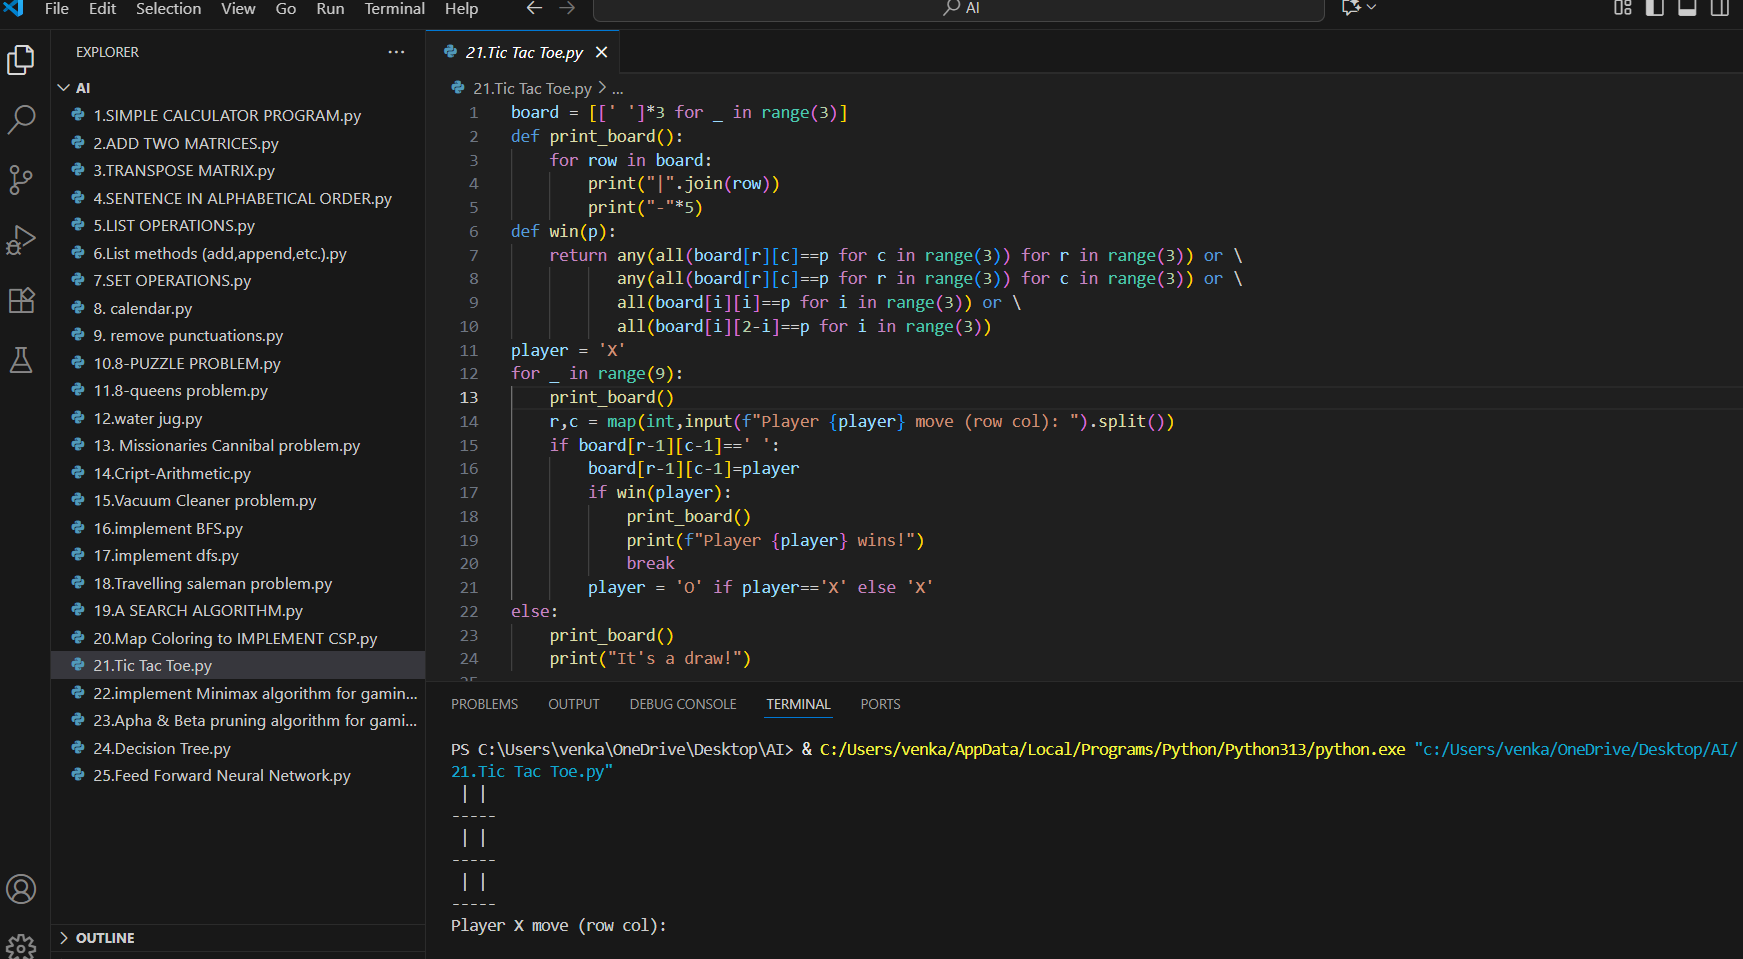 File Edit Selection View Go Run Terminal Help
AI
EXPLORER
AI
1.SIMPLE CALCULATOR PROGRAM.py
2.ADD TWO MATRICES.py
3.TRANSPOSE MATRIX.py
4.SENTENCE IN ALPHABETICAL ORDER.py
5.LIST OPERATIONS.py
6.List methods (add,append,etc.).py
7.SET OPERATIONS.py
8. calendar.py
9. remove punctuations.py
10.8-PUZZLE PROBLEM.py
11.8-queens problem.py
12.water jug.py
13. Missionaries Cannibal problem.py
14.Cript-Arithmetic.py
15.Vacuum Cleaner problem.py
16.implement BFS.py
17.implement dfs.py
18.Travelling saleman problem.py
19.A SEARCH ALGORITHM.py
20.Map Coloring to IMPLEMENT CSP.py
21.Tic Tac Toe.py
22.implement Minimax algorithm for gamin...
23.Apha & Beta pruning algorithm for gami...
24.Decision Tree.py
25.Feed Forward Neural Network.py
OUTLINE
21.Tic Tac Toe.py
21.Tic Tac Toe.py > ...
1 board = [[' ']*3 for _ in range(3)]
2 def print_board():
3     for row in board:
4         print("|".join(row))
5         print("-"*5)
6 def win(p):
7     return any(all(board[r][c]==p for c in range(3)) for r in range(3)) or \
8            any(all(board[r][c]==p for r in range(3)) for c in range(3)) or \
9            all(board[i][i]==p for i in range(3)) or \
10            all(board[i][2-i]==p for i in range(3))
11 player = 'X'
12 for _ in range(9):
13     print_board()
14     r,c = map(int,input(f"Player {player} move (row col): ").split())
15     if board[r-1][c-1]==' ':
16         board[r-1][c-1]=player
17         if win(player):
18             print_board()
19             print(f"Player {player} wins!")
20             break
21         player = 'O' if player=='X' else 'X'
22 else:
23     print_board()
24     print("It's a draw!")
PROBLEMS OUTPUT DEBUG CONSOLE TERMINAL PORTS
PS C:\Users\venka\OneDrive\Desktop\AI> & C:/Users/venka/AppData/Local/Programs/Python/Python313/python.exe "c:/Users/venka/OneDrive/Desktop/AI/
21.Tic Tac Toe.py"
 | |
-----
 | |
-----
 | |
-----
Player X move (row col):